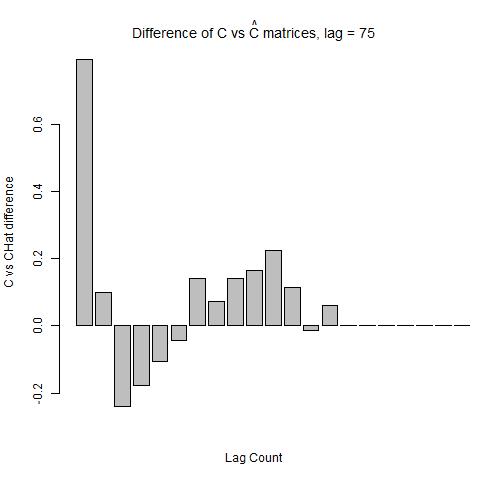 Difference of C vs Ĉ matrices, lag = 75
C vs CHat difference
0.6
0.4
0.2
0.0
-0.2
Lag Count